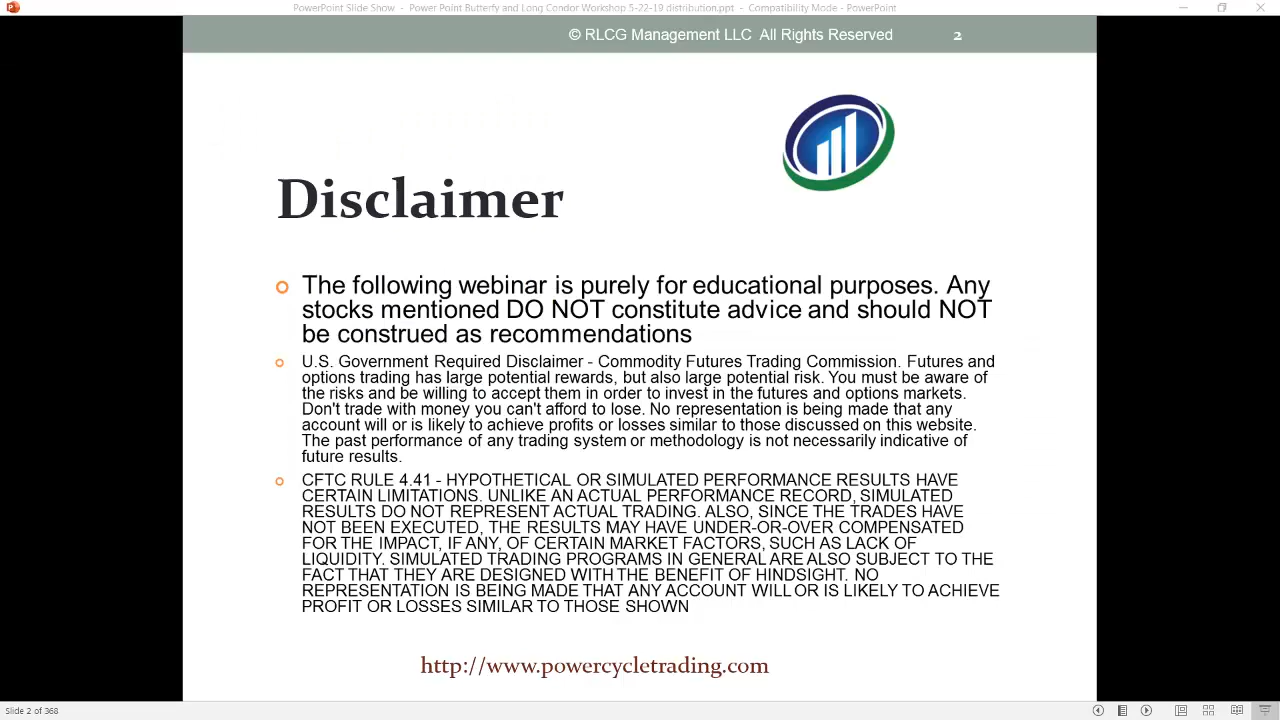 PowerPoint Slide Show - Power Point Butterfy and Long Condor Workshop 5-22-19 distribution.ppt - Compatibility Mode - PowerPoint
© RLCG Management LLC All Rights Reserved 2
Disclaimer
The following webinar is purely for educational purposes. Any
stocks mentioned DO NOT constitute advice and should NOT
be construed as recommendations
U.S. Government Required Disclaimer - Commodity Futures Trading Commission. Futures and
options trading has large potential rewards, but also large potential risk. You must be aware of
the risks and be willing to accept them in order to invest in the futures and options markets.
Don't trade with money you can't afford to lose. No representation is being made that any
account will or is likely to achieve profits or losses similar to those discussed on this website.
The past performance of any trading system or methodology is not necessarily indicative of
future results.
CFTC RULE 4.41 - HYPOTHETICAL OR SIMULATED PERFORMANCE RESULTS HAVE
CERTAIN LIMITATIONS. UNLIKE AN ACTUAL PERFORMANCE RECORD, SIMULATED
RESULTS DO NOT REPRESENT ACTUAL TRADING. ALSO, SINCE THE TRADES HAVE
NOT BEEN EXECUTED, THE RESULTS MAY HAVE UNDER-OR-OVER COMPENSATED
FOR THE IMPACT, IF ANY, OF CERTAIN MARKET FACTORS, SUCH AS LACK OF
LIQUIDITY. SIMULATED TRADING PROGRAMS IN GENERAL ARE ALSO SUBJECT TO THE
FACT THAT THEY ARE DESIGNED WITH THE BENEFIT OF HINDSIGHT. NO
REPRESENTATION IS BEING MADE THAT ANY ACCOUNT WILL OR IS LIKELY TO ACHIEVE
PROFIT OR LOSSES SIMILAR TO THOSE SHOWN
http://www.powercycletrading.com
Slide 2 of 368